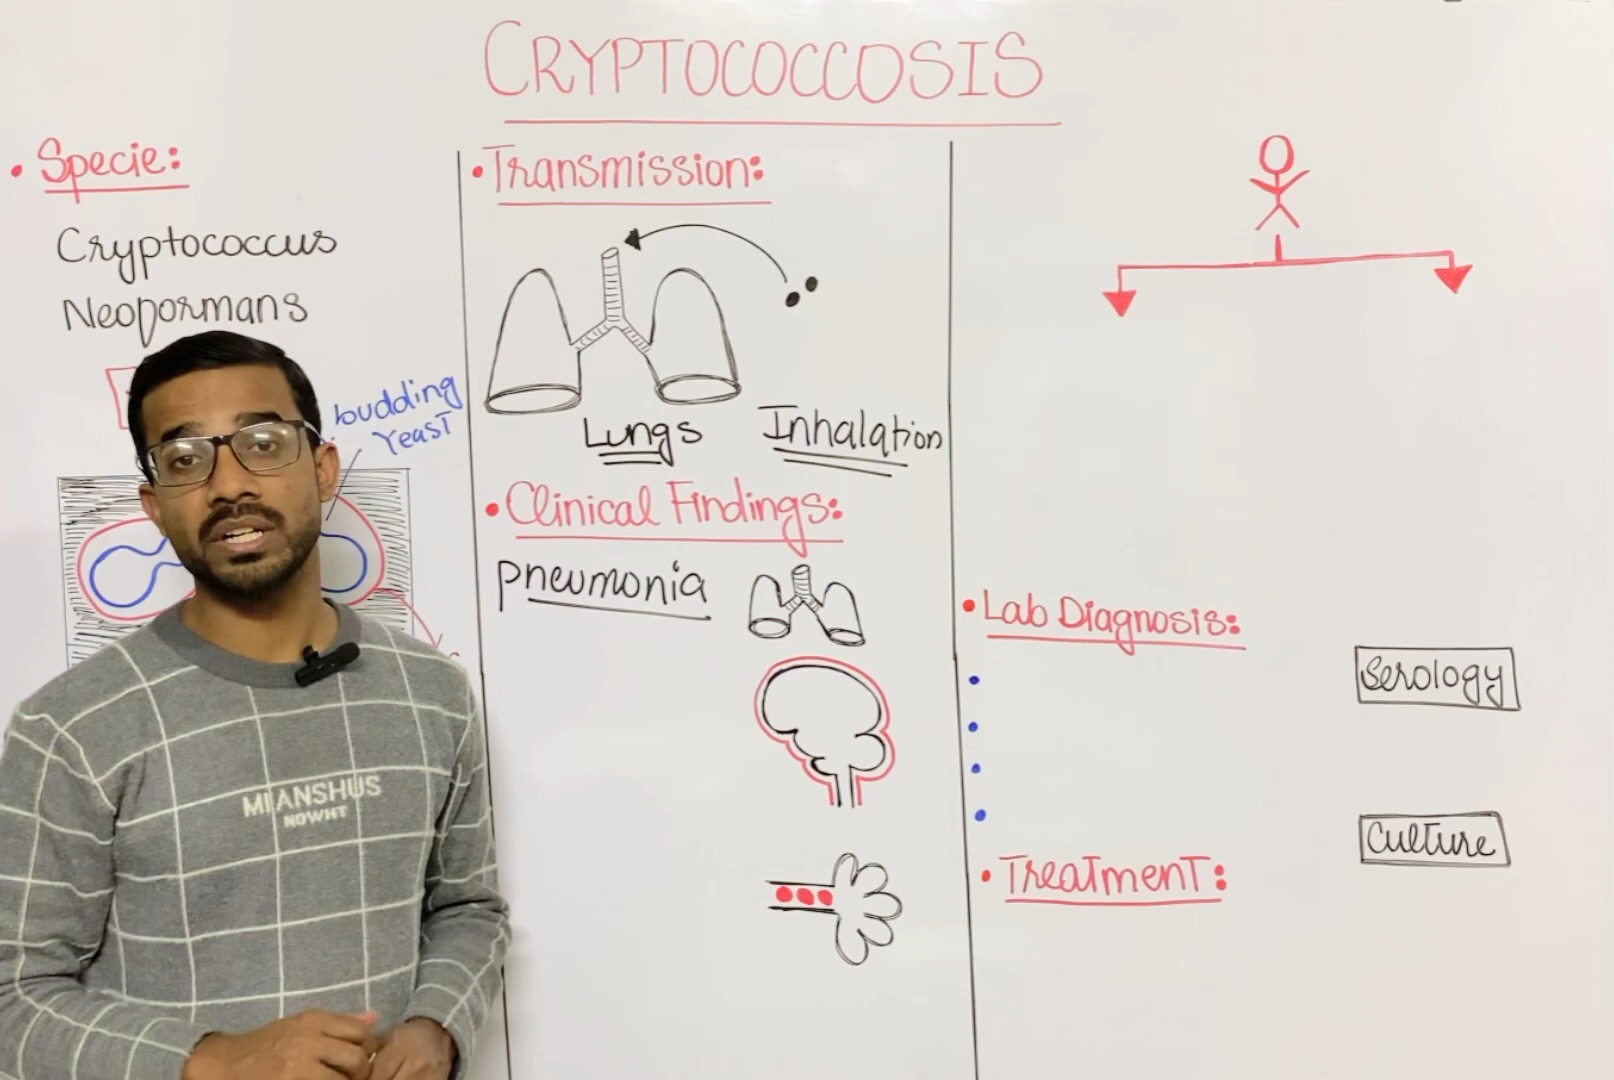 CRYPTOCOCCOSIS
• Specie:
Cryptococcus
Neoformans
budding
Yeast
• Transmission:
Lungs
Inhalation
• Clinical Findings:
Pneumonia
• Lab Diagnosis:
Serology
Culture
• Treatment:
MIANSHUS
NOWHT